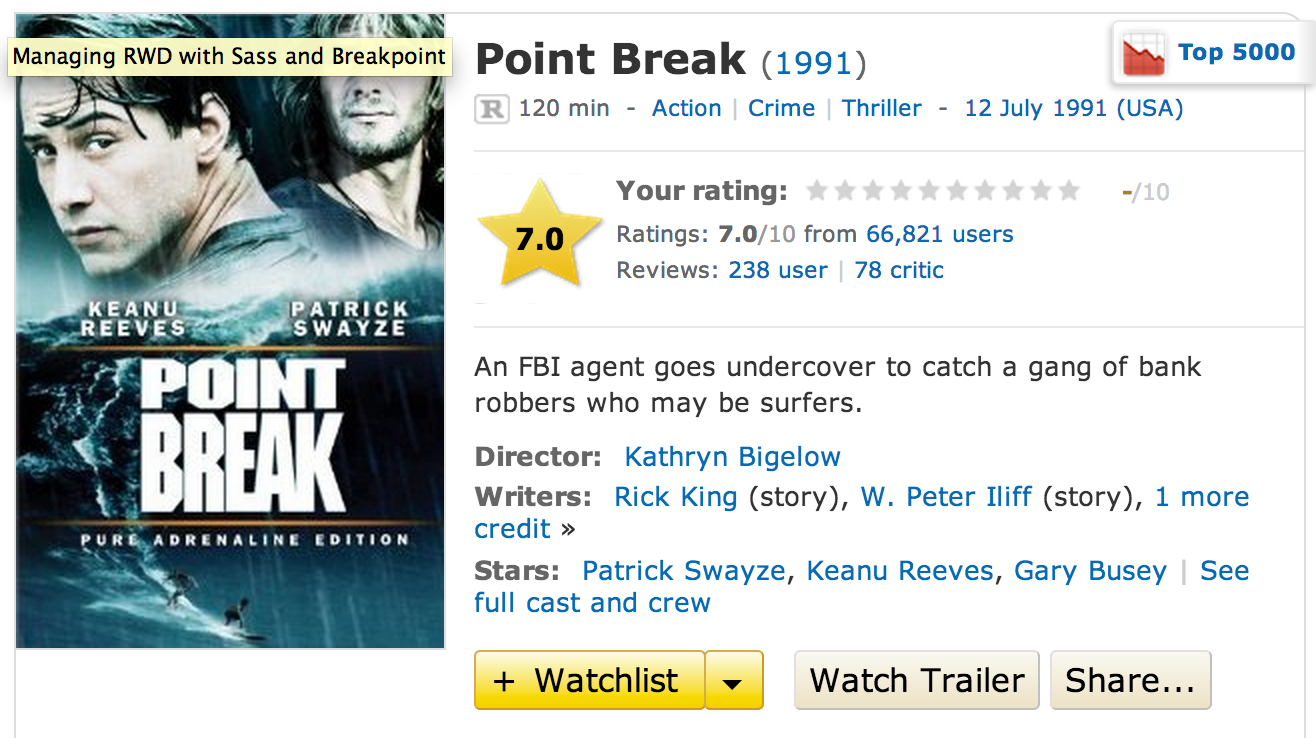 Managing RWD with Sass and Breakpoint
KEANU
REEVES
PATRICK
SWAYZE
POINT
BREAK
PURE ADRENALINE EDITION
Point Break (1991)
Top 5000
R 120 min - Action | Crime | Thriller - 12 July 1991 (USA)
7.0
Your rating: -/10
Ratings: 7.0/10 from 66,821 users
Reviews: 238 user | 78 critic
An FBI agent goes undercover to catch a gang of bank
robbers who may be surfers.
Director: Kathryn Bigelow
Writers: Rick King (story), W. Peter Iliff (story), 1 more
credit »
Stars: Patrick Swayze, Keanu Reeves, Gary Busey | See
full cast and crew
+ Watchlist
Watch Trailer
Share...